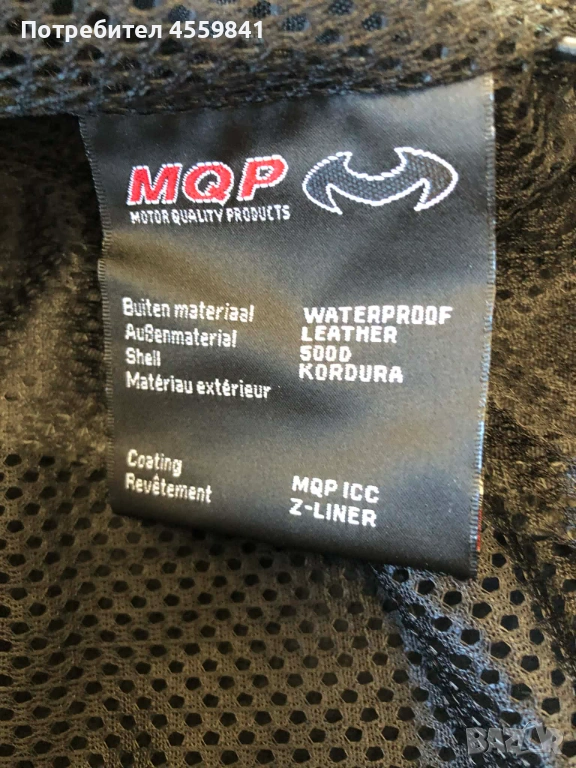 Потребител 4559841
MQP
MOTOR QUALITY PRODUCTS
Buiten materiaal WATERPROOF
Außenmaterial LEATHER
Shell 500D
Matériau extérieur KORDURA
Coating MQP ICC
Revêtement Z-LINER
BAZAR